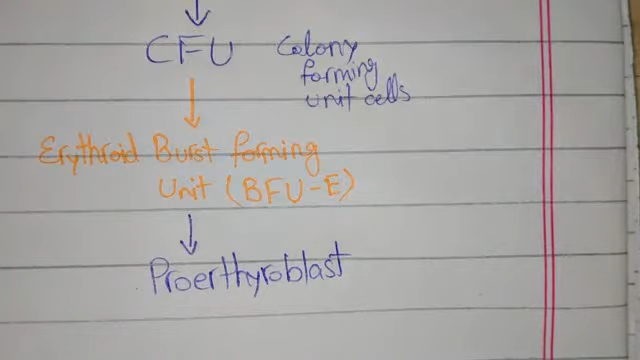 CFU
Colony
forming
unit cells
Erythroid Burst forming
Unit (BFU-E)
Proerthyroblast